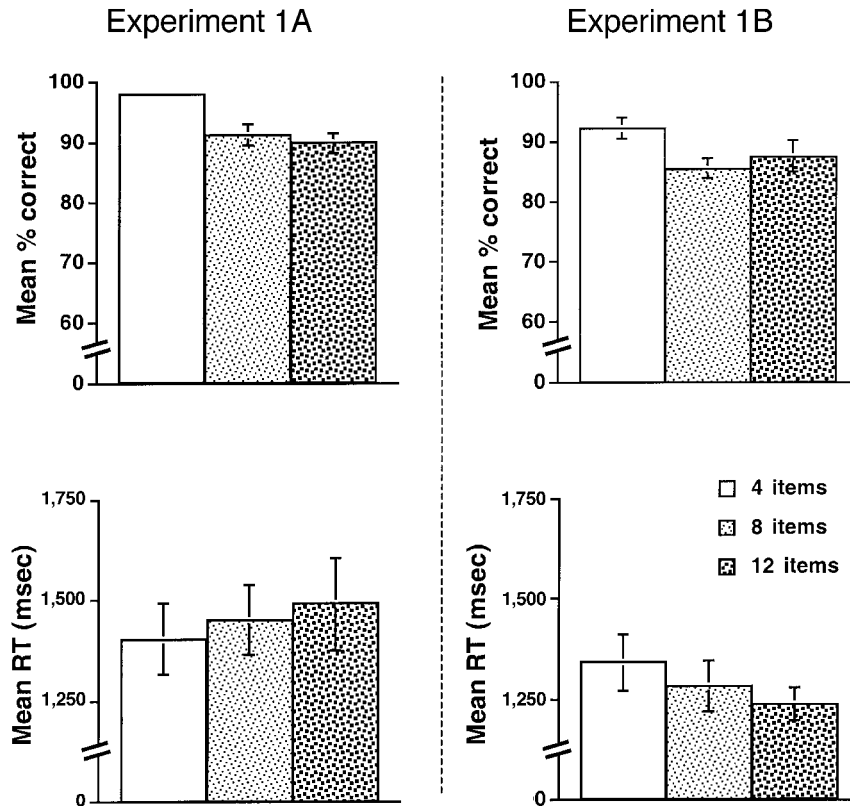 Experiment 1A
Experiment 1B
Mean % correct
100
90
80
70
60
0
Mean % correct
100
90
80
70
60
0
Mean RT (msec)
1,750
1,500
1,250
0
Mean RT (msec)
1,750
1,500
1,250
0
4 items
8 items
12 items